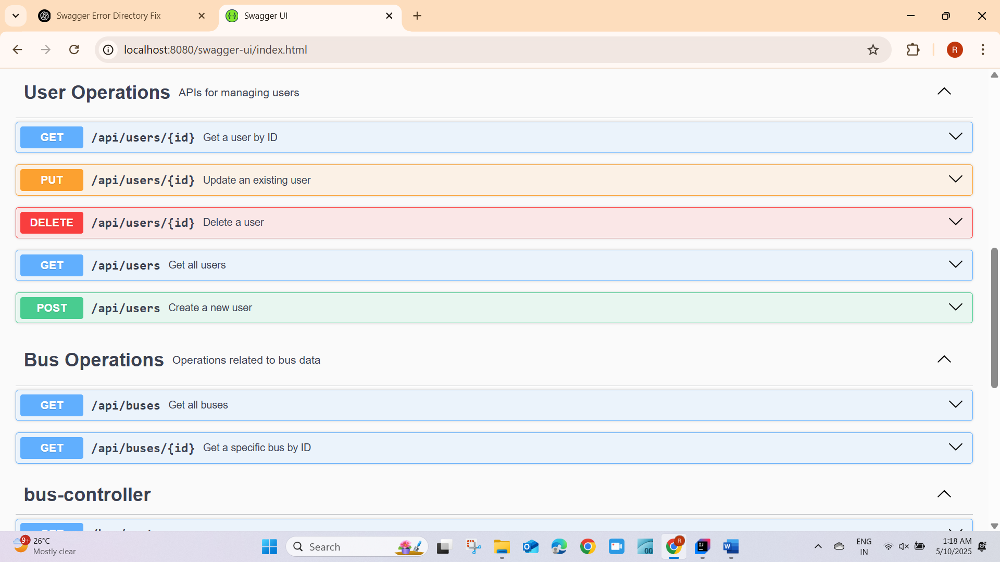 Swagger Error Directory Fix
Swagger UI
localhost:8080/swagger-ui/index.html
R
User Operations APIs for managing users
GET /api/users/{id} Get a user by ID
PUT /api/users/{id} Update an existing user
DELETE /api/users/{id} Delete a user
GET /api/users Get all users
POST /api/users Create a new user
Bus Operations Operations related to bus data
GET /api/buses Get all buses
GET /api/buses/{id} Get a specific bus by ID
bus-controller
GET
9+
26°C
Mostly clear
Search
00
R
IJ
W
ENG
IN
1:18 AM
5/10/2025